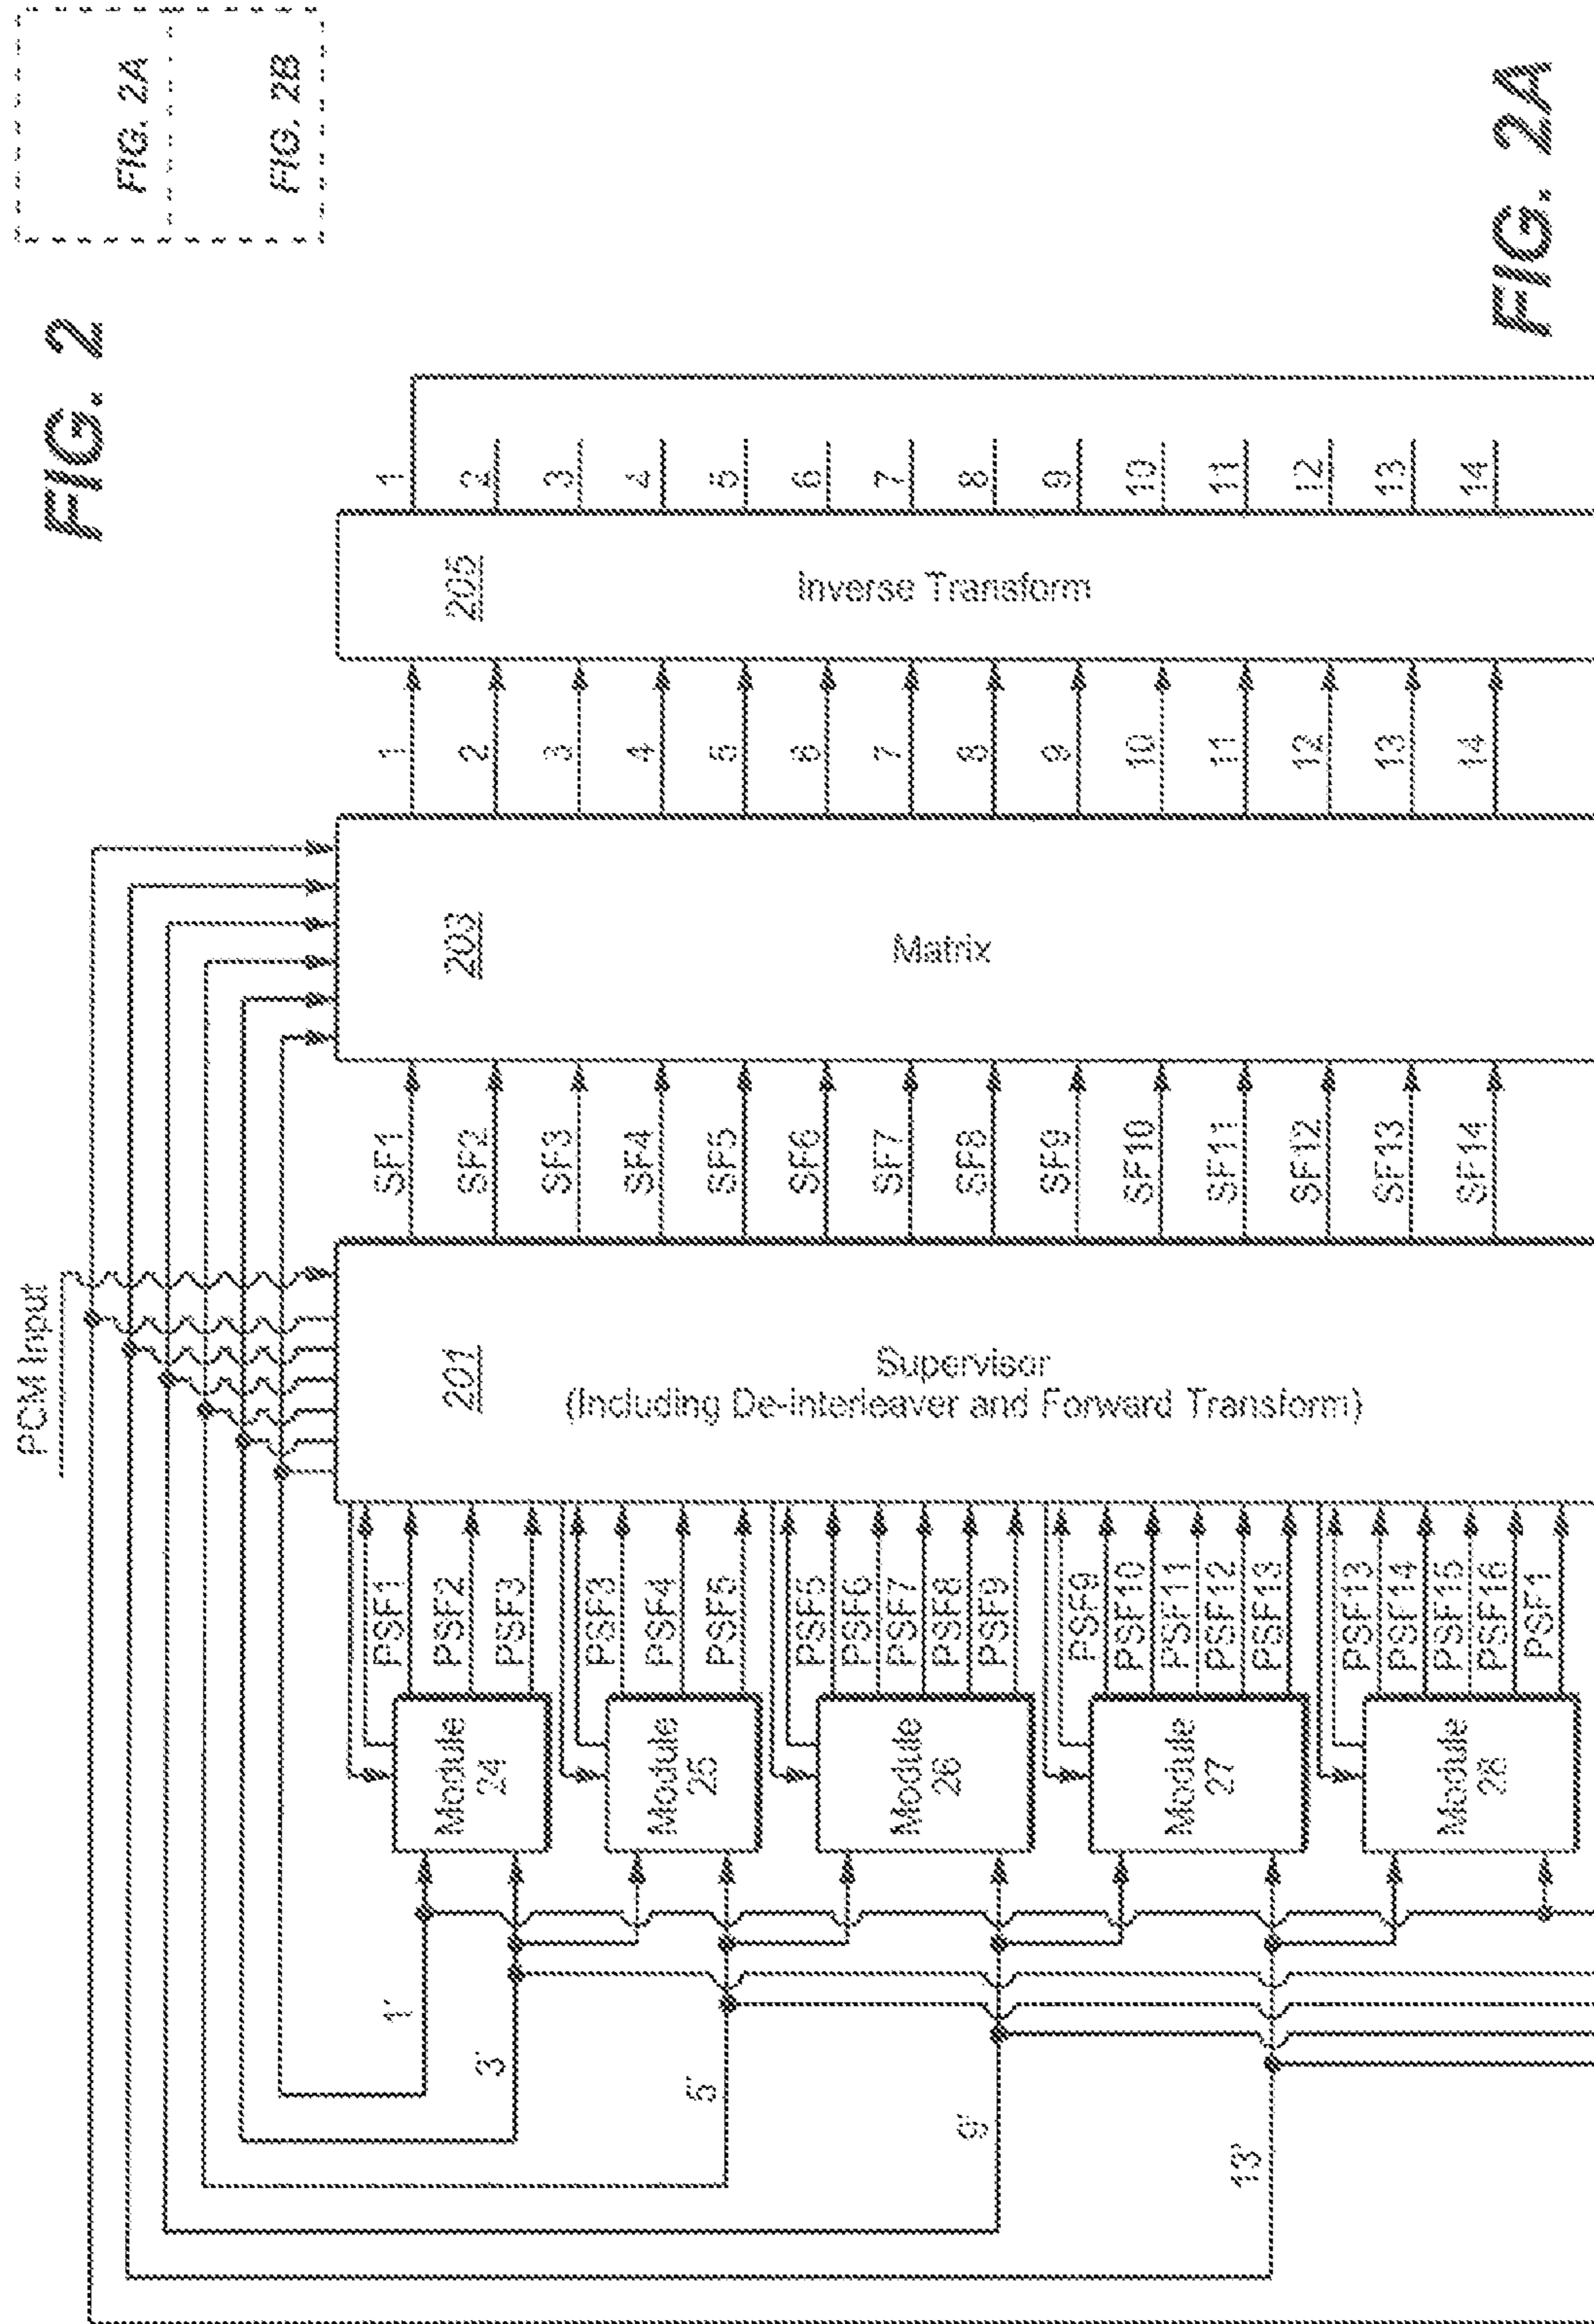 FIG. 2
FIG. 2A
FIG. 2B
PCM Input
1'
3'
5'
9'
13'
Module
24
Module
25
Module
26
Module
27
Module
28
PSF1
PSF2
PSF3
PSF3
PSF4
PSF5
PSF5
PSF6
PSF7
PSF8
PSF9
PSF9
PSF10
PSF11
PSF12
PSF13
PSF13
PSF14
PSF15
PSF16
PSF1
201
Supervisor
(Including De-interleaver and Forward Transform)
SF1
SF2
SF3
SF4
SF5
SF6
SF7
SF8
SF9
SF10
SF11
SF12
SF13
SF14
203
Matrix
1
2
3
4
5
6
7
8
9
10
11
12
13
14
205
Inverse Transform
1
2
3
4
5
6
7
8
9
10
11
12
13
14
FIG. 2A